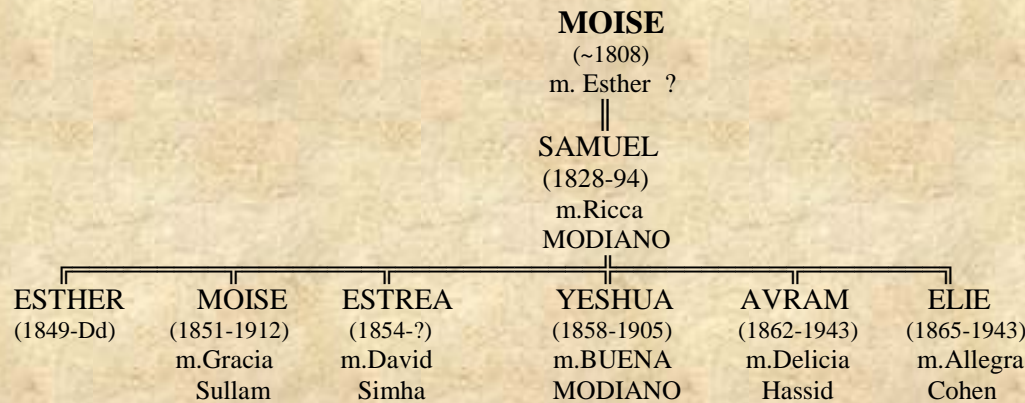 MOISE
(~1808)
m. Esther ?
SAMUEL
(1828-94)
m.Ricca
MODIANO
ESTHER MOISE ESTREA YESHUA AVRAM ELIE
(1849-Dd) (1851-1912) (1854-?) (1858-1905) (1862-1943) (1865-1943)
m.Gracia m.David m.BUENA m.Delicia m.Allegra
Sullam Simha MODIANO Hassid Cohen